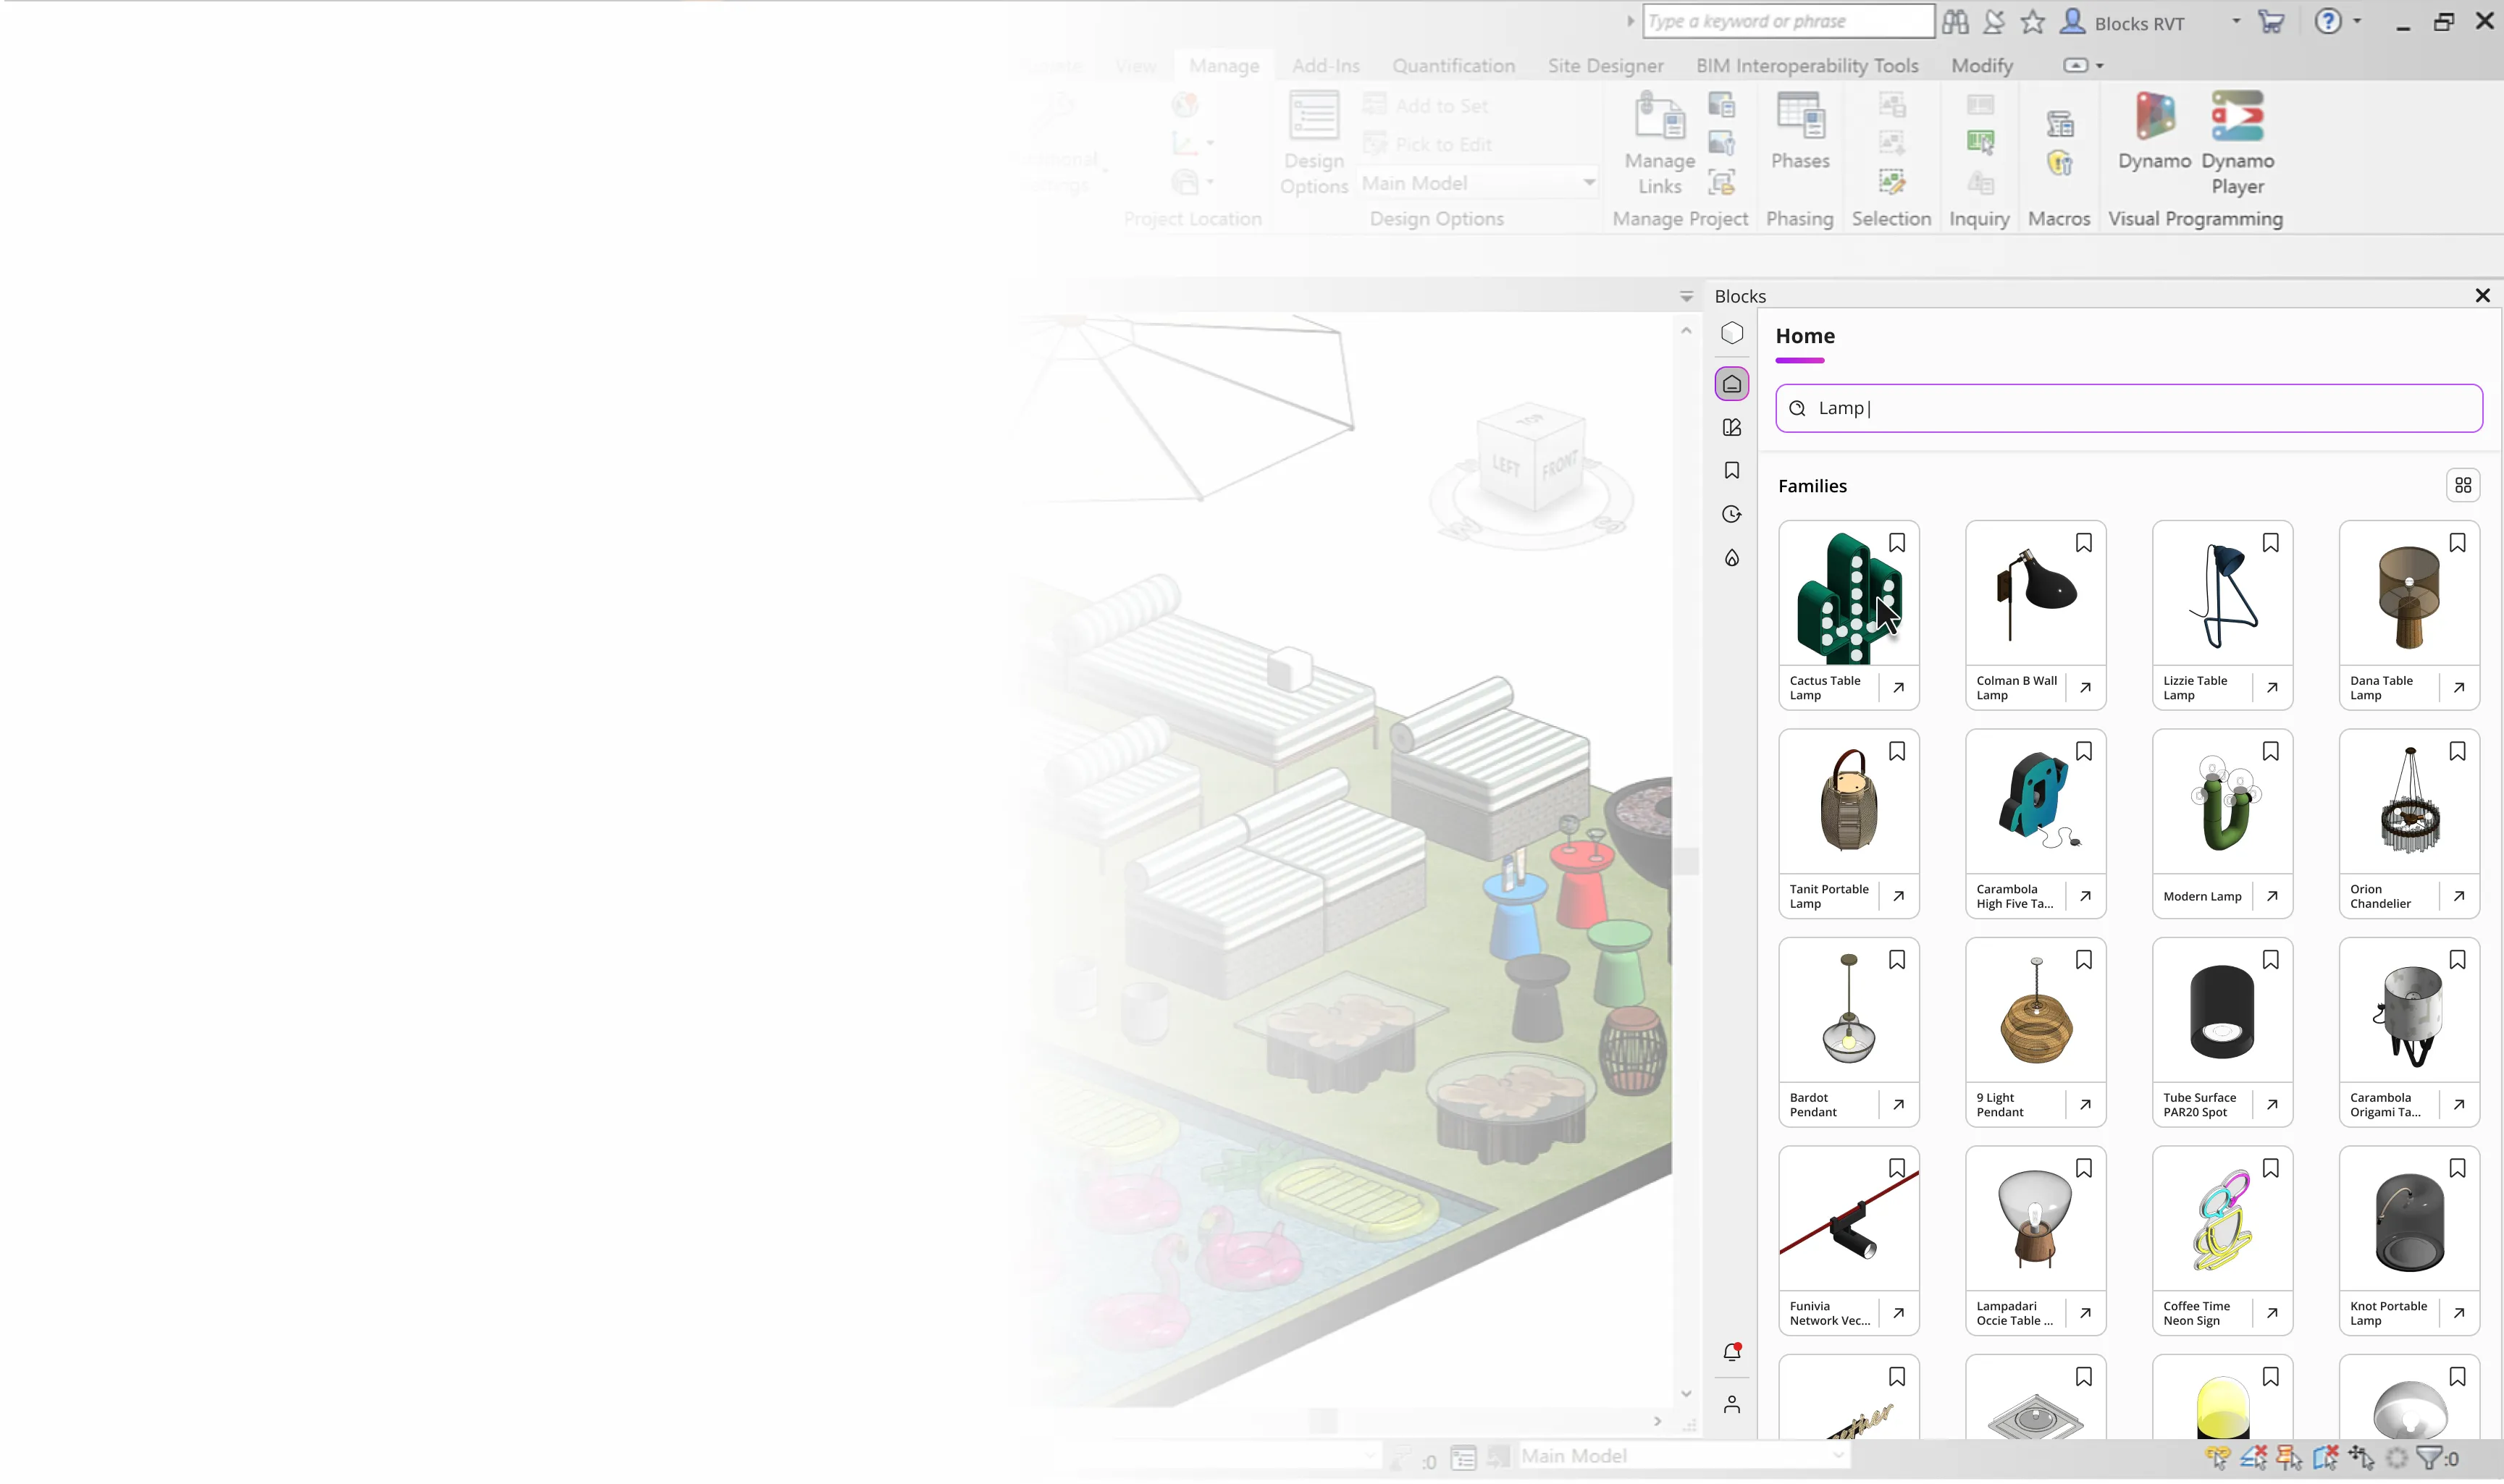 Type a keyword or phrase
Blocks RVT
View
Manage
Add-Ins
Quantification
Site Designer
BIM Interoperability Tools
Modify
Add to Set
Pick to Edit
Design
Options
Main Model
Manage
Links
Phases
Dynamo
Dynamo
Player
Project Location
Design Options
Manage Project
Phasing
Selection
Inquiry
Macros
Visual Programming
Blocks
Home
Lamp
TOP
LEFT
FRONT
Families
Cactus Table
Lamp
Colman B Wall
Lamp
Lizzie Table
Lamp
Dana Table
Lamp
Tanit Portable
Lamp
Carambola
High Five Ta...
Modern Lamp
Orion
Chandelier
Bardot
Pendant
9 Light
Pendant
Tube Surface
PAR20 Spot
Carambola
Origami Ta...
Funivia
Network Vec...
Lampadari
Occie Table ...
Coffee Time
Neon Sign
Knot Portable
Lamp
:0
Main Model
:0